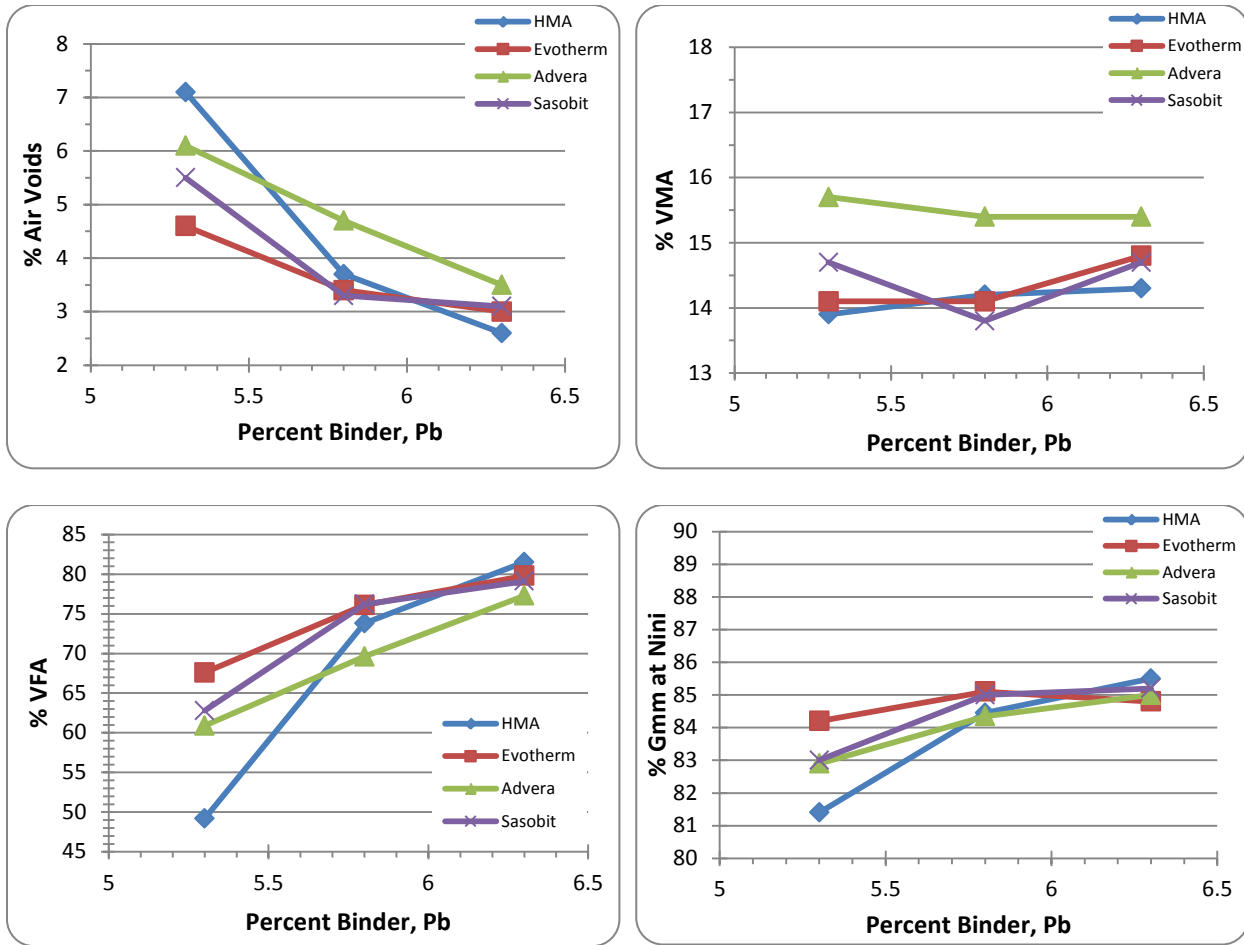 HMA
Evotherm
Advera
Sasobit
8
7
6
5
4
3
2
% Air Voids
5 5.5 6 6.5
Percent Binder, Pb
HMA
Evotherm
Advera
Sasobit
18
17
16
15
14
13
% VMA
5 5.5 6 6.5
Percent Binder, Pb
85
80
75
70
65
60
55
50
45
% VFA
HMA
Evotherm
Advera
Sasobit
5 5.5 6 6.5
Percent Binder, Pb
HMA
Evotherm
Advera
Sasobit
90
89
88
87
86
85
84
83
82
81
80
% Gmm at Nini
5 5.5 6 6.5
Percent Binder, Pb